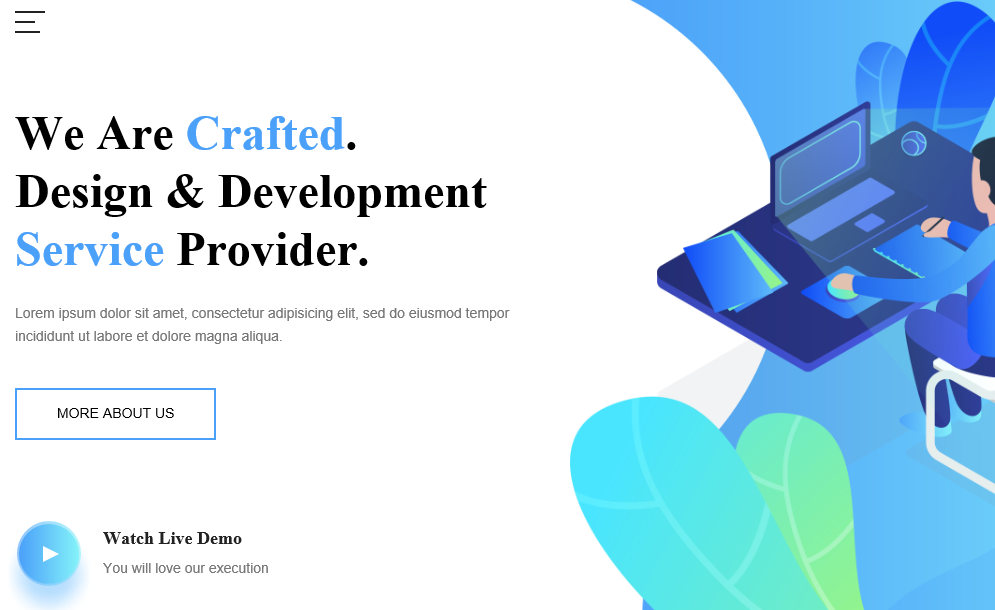 We Are Crafted.
Design & Development
Service Provider.
Lorem ipsum dolor sit amet, consectetur adipisicing elit, sed do eiusmod tempor
incididunt ut labore et dolore magna aliqua.
MORE ABOUT US
Watch Live Demo
You will love our execution